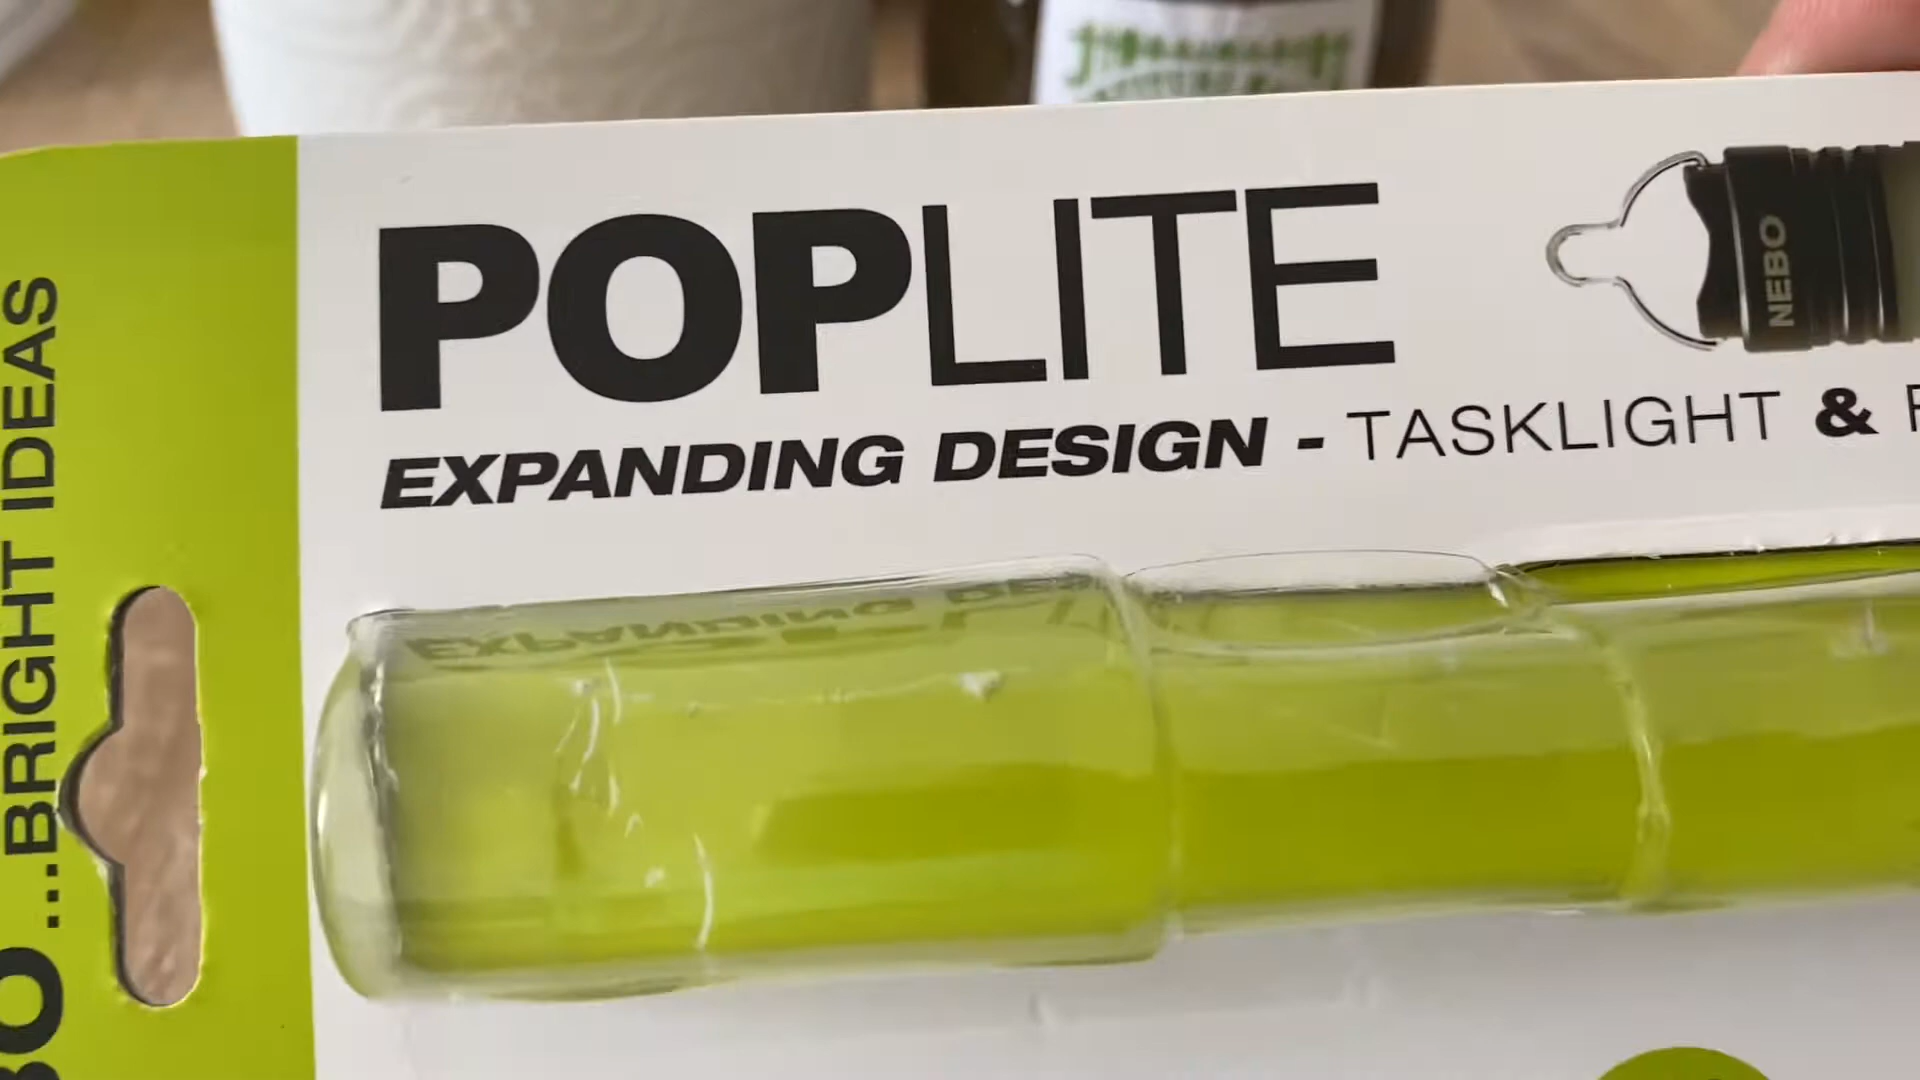 POPLITE
NEBO
EXPANDING DESIGN - TASKLIGHT &
...BRIGHT IDEAS